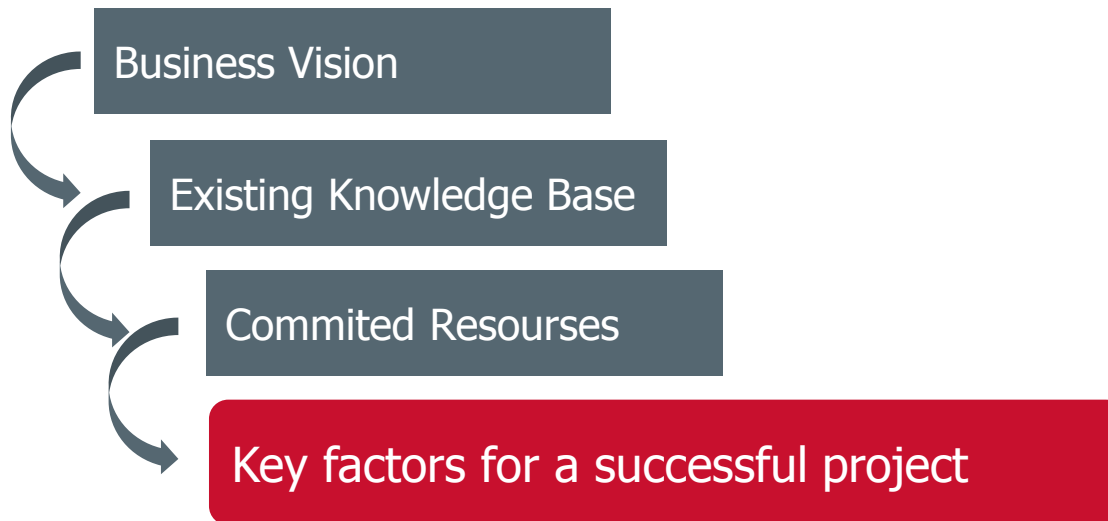 Business Vision
Existing Knowledge Base
Commited Resourses
Key factors for a successful project